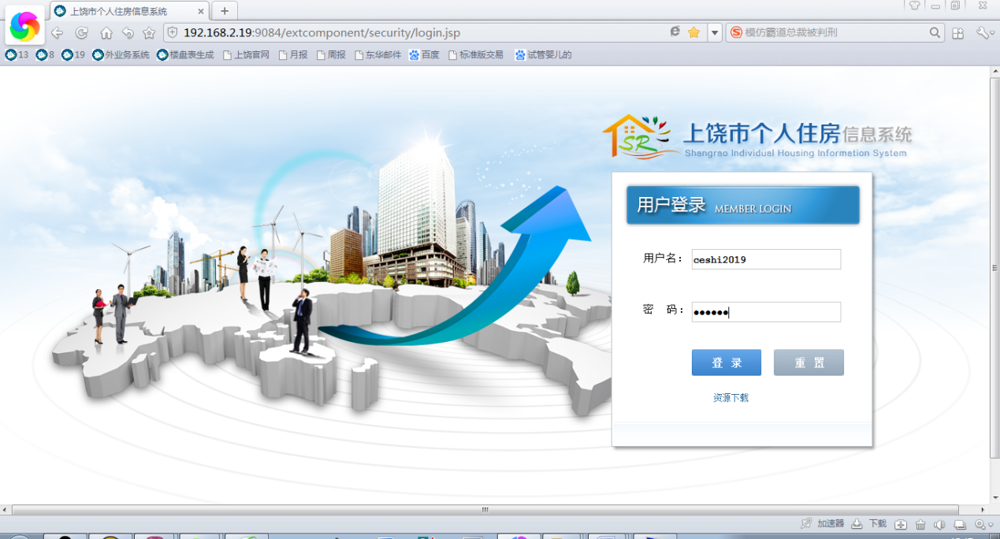 上饶市个人住房信息系统
192.168.2.19:9084/extcomponent/security/login.jsp
模仿霸道总裁被判刑
13 8 19 外业务系统 楼盘表生成 上饶官网 月报 周报 东华邮件 百度 标准版交易 试管婴儿的
SR
上饶市个人住房信息系统
Shangrao Individual Housing Information System
用户登录 MEMBER LOGIN
用户名： ceshi2019
密 码： ••••••
登 录 重 置
资源下载
加速器 下载